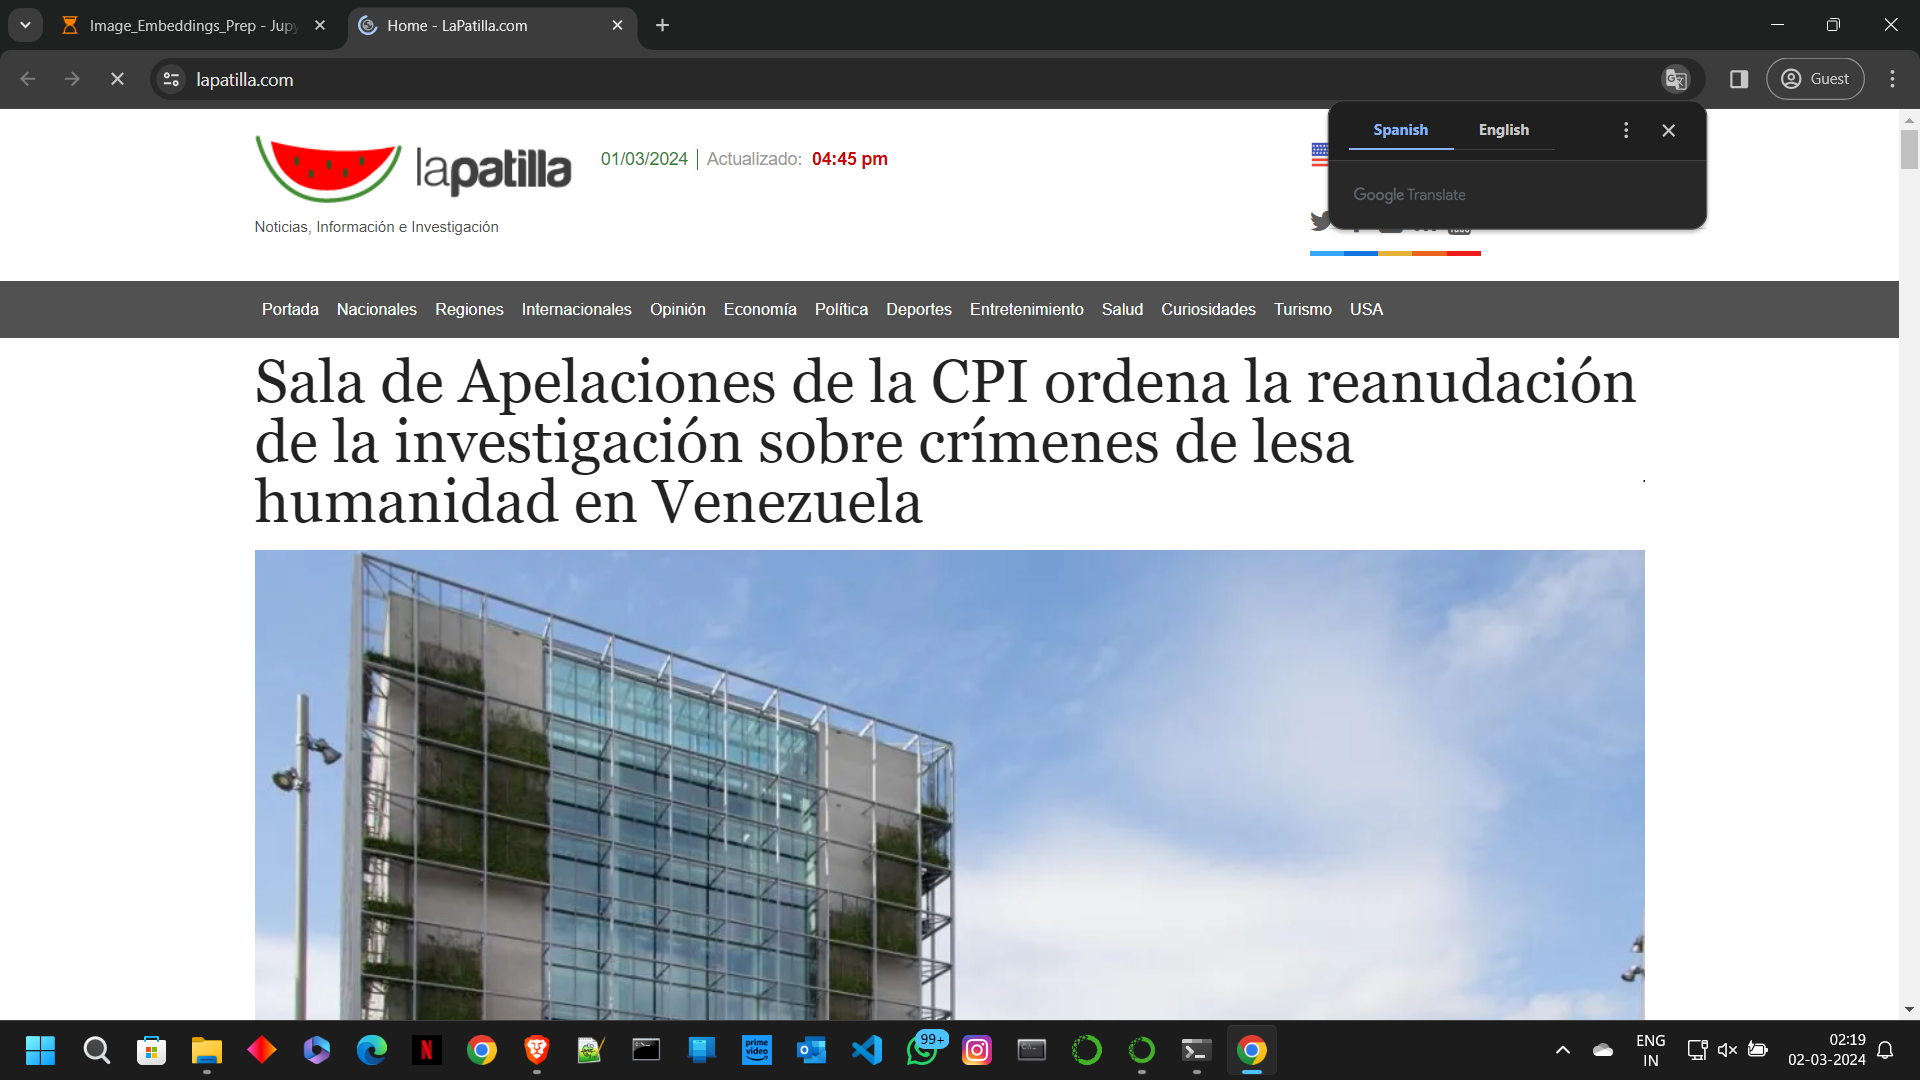 Image_Embeddings_Prep - Jupy
Home - LaPatilla.com
lapatilla.com
Guest
Spanish English
Google Translate
lapatilla
01/03/2024 Actualizado: 04:45 pm
Noticias, Información e Investigación
Portada Nacionales Regiones Internacionales Opinión Economía Política Deportes Entretenimiento Salud Curiosidades Turismo USA
Sala de Apelaciones de la CPI ordena la reanudación
de la investigación sobre crímenes de lesa
humanidad en Venezuela
prime video
99+
ENG
IN
02:19
02-03-2024